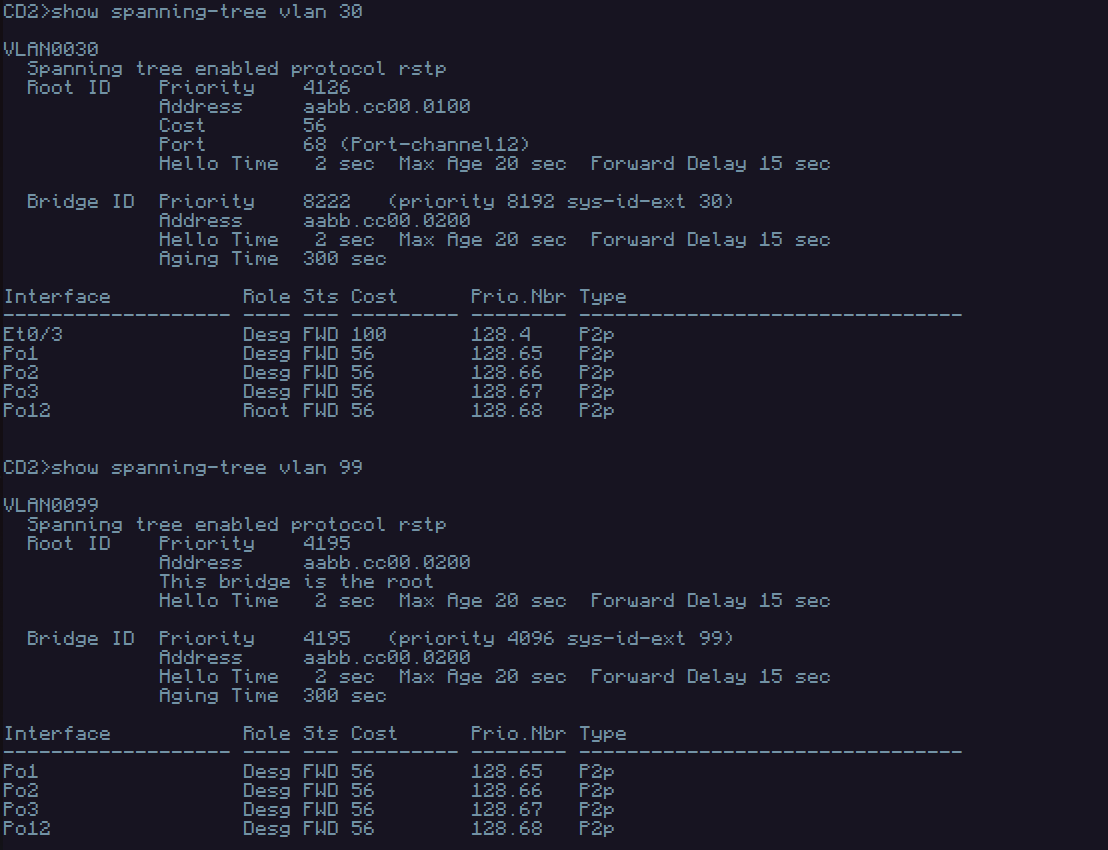 CD2>show spanning-tree vlan 30
VLAN0030
  Spanning tree enabled protocol rstp
  Root ID    Priority    4126
             Address     aabb.cc00.0100
             Cost        56
             Port        68 (Port-channel12)
             Hello Time   2 sec  Max Age 20 sec  Forward Delay 15 sec
  Bridge ID  Priority    8222   (priority 8192 sys-id-ext 30)
             Address     aabb.cc00.0200
             Hello Time   2 sec  Max Age 20 sec  Forward Delay 15 sec
             Aging Time  300 sec
Interface           Role Sts Cost      Prio.Nbr Type
------------------- ---- --- --------- -------- --------------------------------
Et0/3               Desg FWD 100       128.4    P2p
Po1                 Desg FWD 56        128.65   P2p
Po2                 Desg FWD 56        128.66   P2p
Po3                 Desg FWD 56        128.67   P2p
Po12                Root FWD 56        128.68   P2p
CD2>show spanning-tree vlan 99
VLAN0099
  Spanning tree enabled protocol rstp
  Root ID    Priority    4195
             Address     aabb.cc00.0200
             This bridge is the root
             Hello Time   2 sec  Max Age 20 sec  Forward Delay 15 sec
  Bridge ID  Priority    4195   (priority 4096 sys-id-ext 99)
             Address     aabb.cc00.0200
             Hello Time   2 sec  Max Age 20 sec  Forward Delay 15 sec
             Aging Time  300 sec
Interface           Role Sts Cost      Prio.Nbr Type
------------------- ---- --- --------- -------- --------------------------------
Po1                 Desg FWD 56        128.65   P2p
Po2                 Desg FWD 56        128.66   P2p
Po3                 Desg FWD 56        128.67   P2p
Po12                Desg FWD 56        128.68   P2p